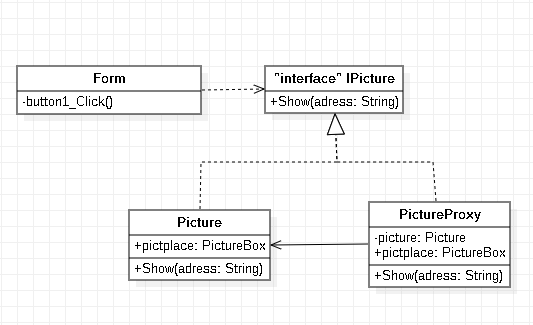 Form
-button1_Click()
"interface" IPicture
+Show(adress: String)
Picture
+pictplace: PictureBox
+Show(adress: String)
PictureProxy
-picture: Picture
+pictplace: PictureBox
+Show(adress: String)